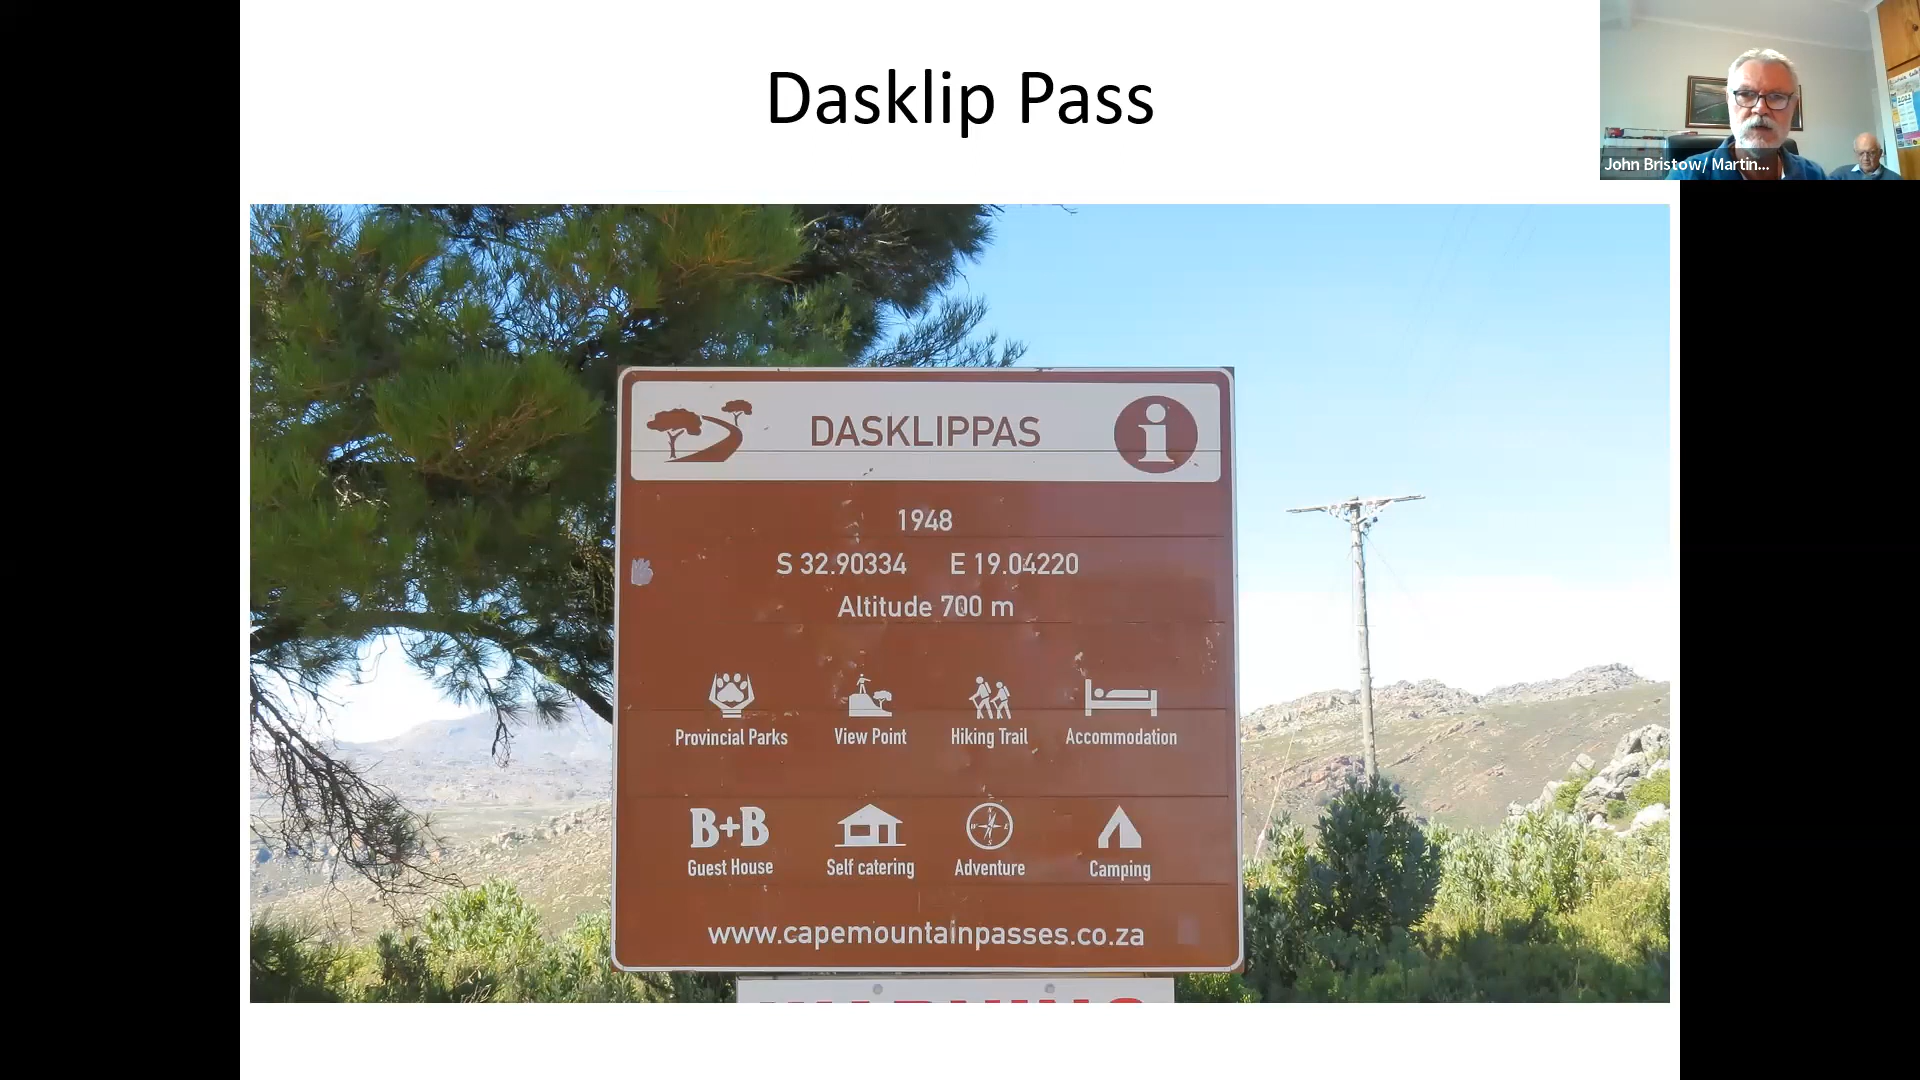 Dasklip Pass
John Bristow/ Martin...
DASKLIPPAS
1948
S 32.90334 E 19.04220
Altitude 700 m
Provincial Parks View Point Hiking Trail Accommodation
B+B
Guest House Self catering Adventure Camping
www.capemountainpasses.co.za
WARNING